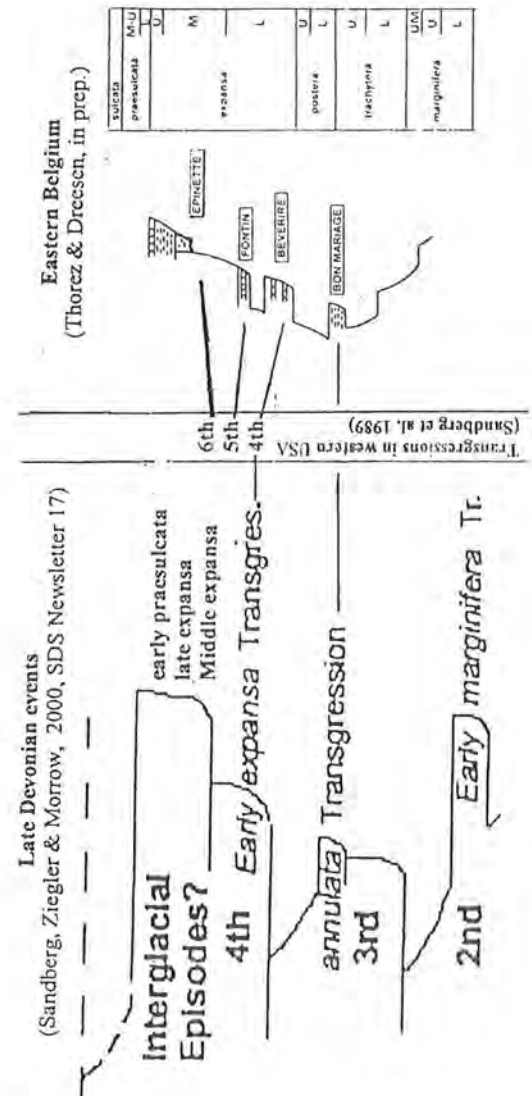 Late Devonian events
(Sandberg, Ziegler & Morrow, 2000, SDS Newsletter 17)
Interglacial
Episodes?
early praesulcata
late expansa
Middle expansa
4th Early expansa Transgres.
annulata Transgression
3rd
2nd Early marginifera Tr.
Transgressions in western USA
(Sandberg et al. 1989)
6th
5th
4th
Eastern Belgium
(Thorez & Dreesen, in prep.)
EPINETTE
FONTIN
BEVERIRE
BON MARIAGE
sulcata
praesulcata
M-U
L
expansa
U
M
L
postera
U
L
trachytera
U
L
marginifera
UM
U
L